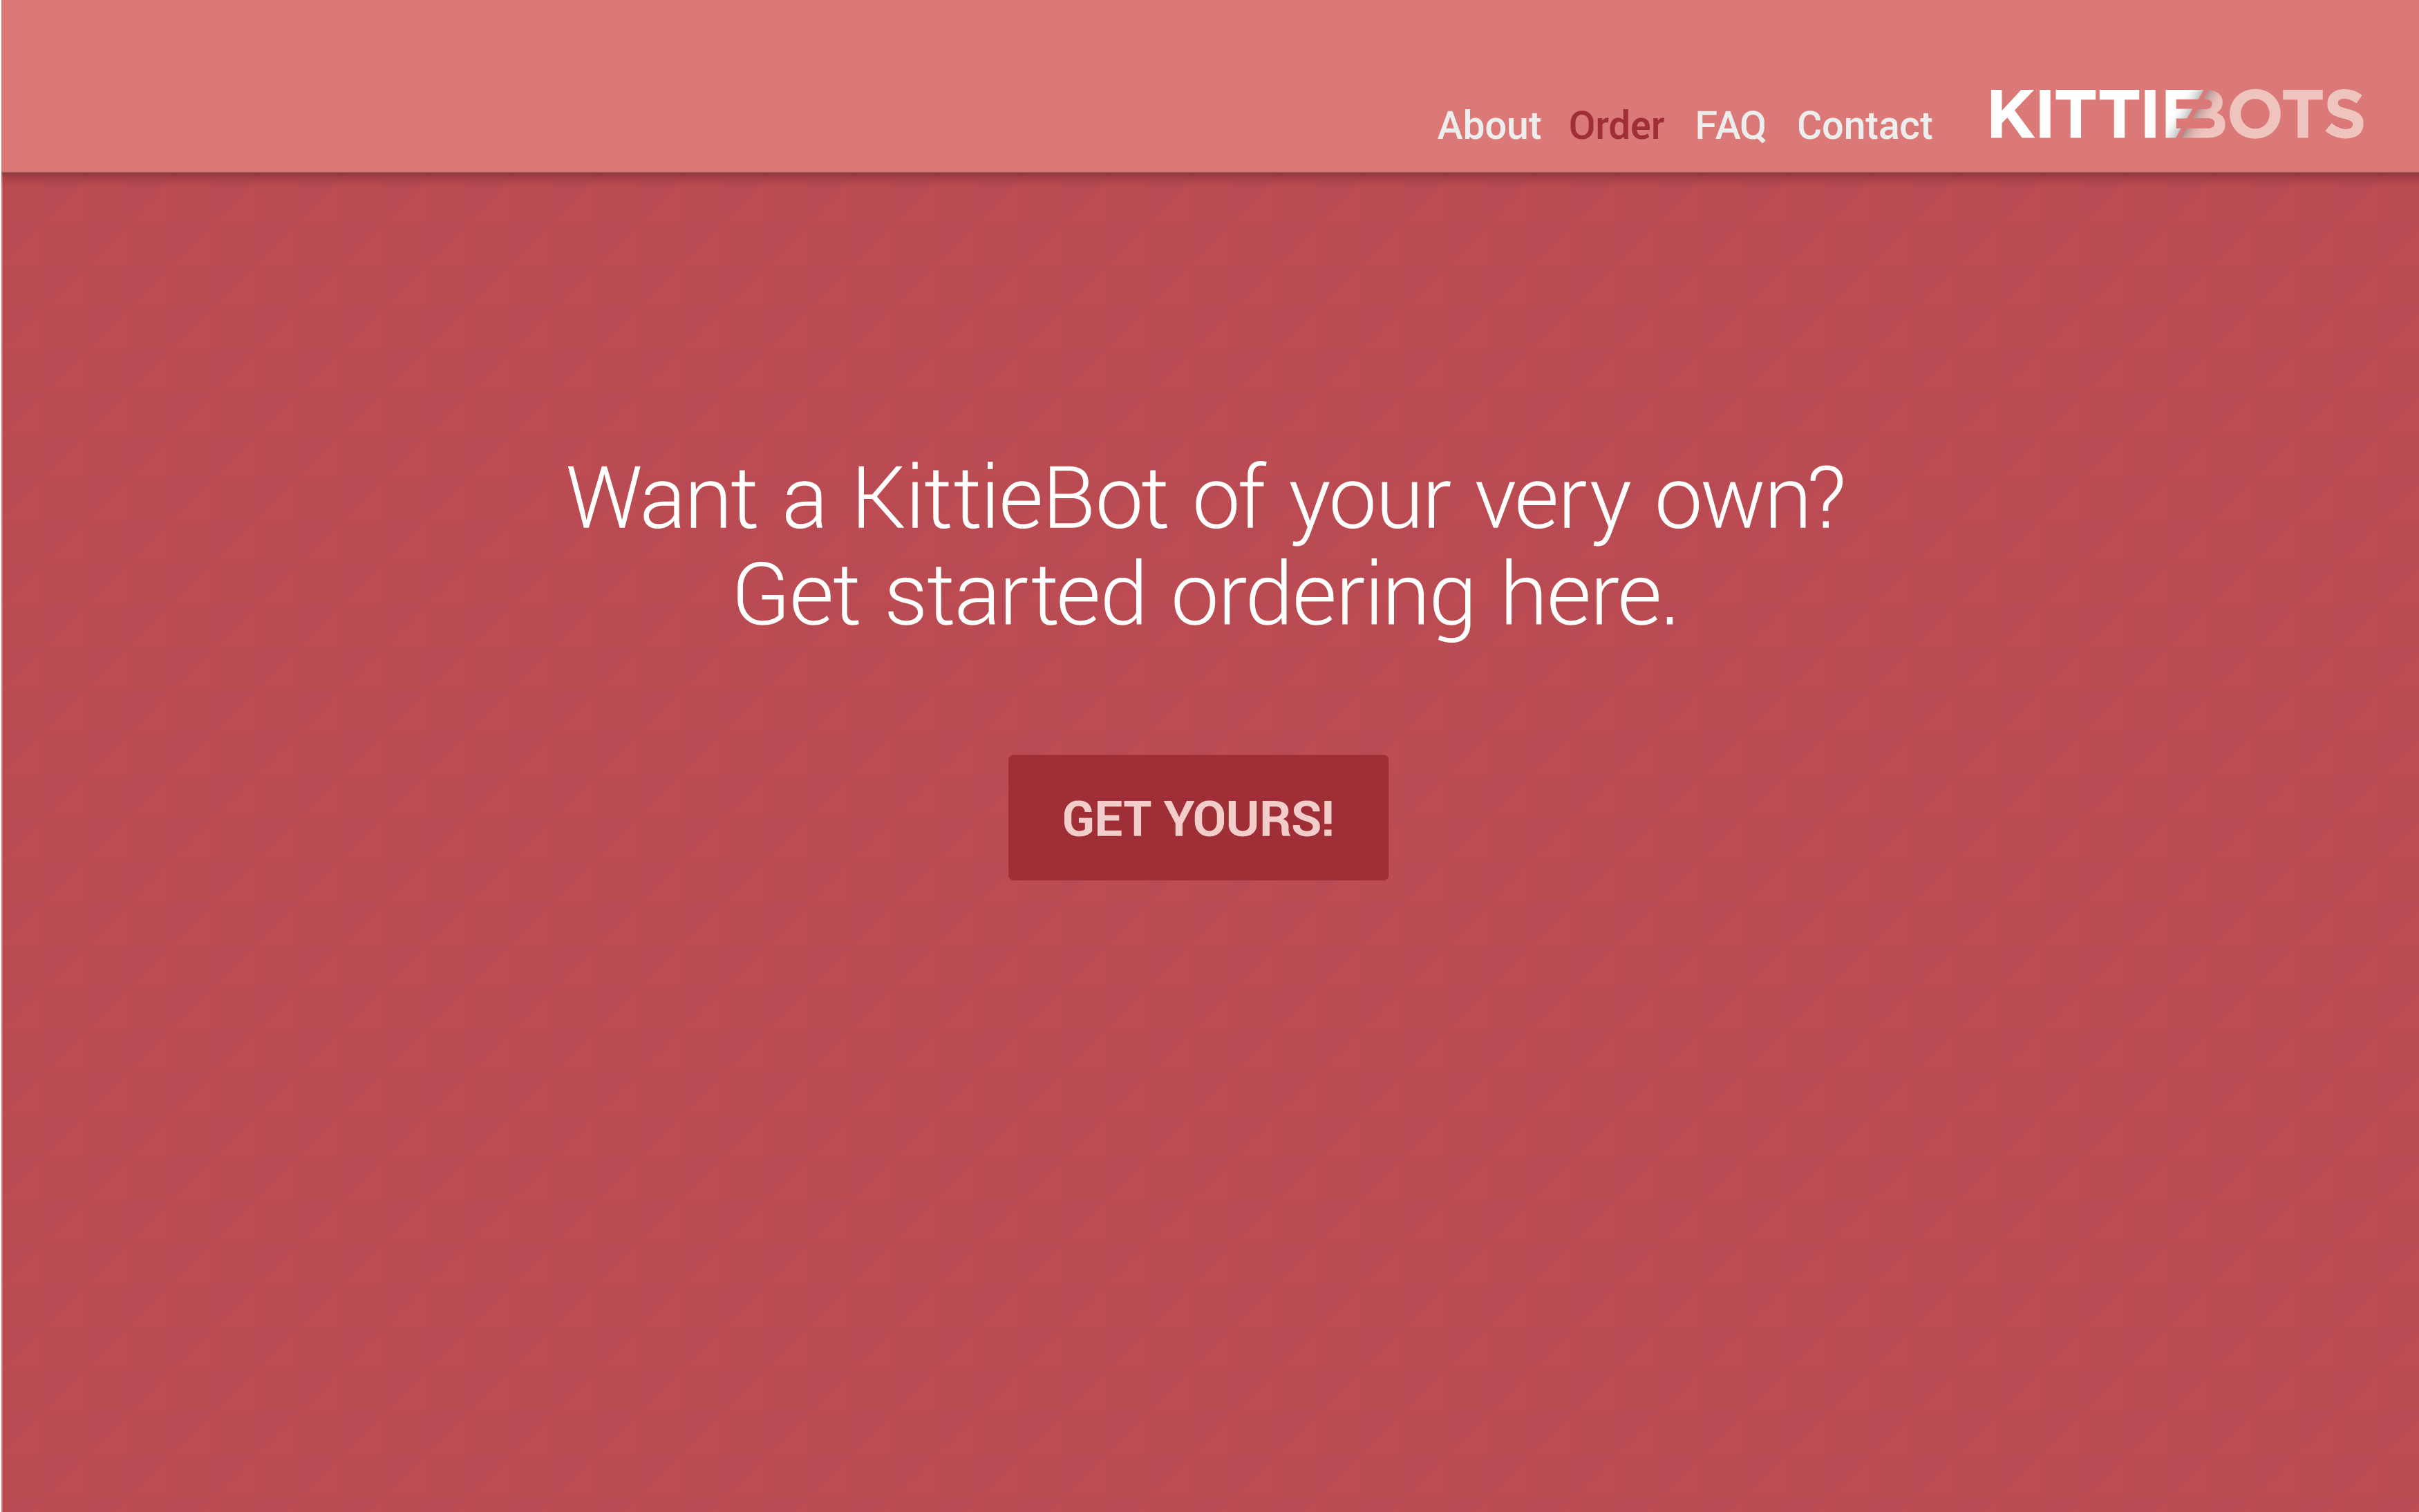 About Order FAQ Contact KITTIEBOTS
Want a KittieBot of your very own?
Get started ordering here.
GET YOURS!